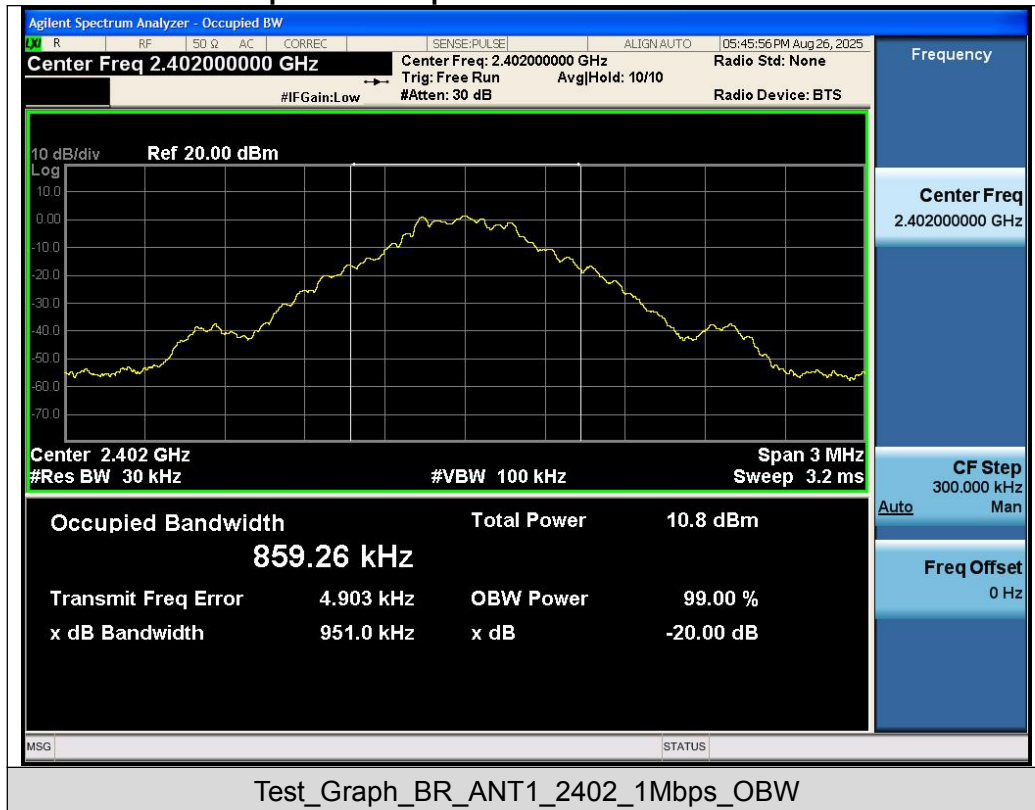 Agilent Spectrum Analyzer - Occupied BW
LXI R RF 50 Ω AC CORREC SENSE:PULSE ALIGN AUTO 05:45:56 PM Aug 26, 2025
Center Freq 2.402000000 GHz
Center Freq: 2.402000000 GHz
Radio Std: None
Trig: Free Run Avg|Hold: 10/10
#IFGain:Low #Atten: 30 dB Radio Device: BTS
Frequency
10 dB/div Ref 20.00 dBm
Log
10.0
0.00
-10.0
-20.0
-30.0
-40.0
-50.0
-60.0
-70.0
Center 2.402 GHz Span 3 MHz
#Res BW 30 kHz #VBW 100 kHz Sweep 3.2 ms
Center Freq
2.402000000 GHz
CF Step
300.000 kHz
Auto Man
Freq Offset
0 Hz
Occupied Bandwidth Total Power 10.8 dBm
859.26 kHz
Transmit Freq Error 4.903 kHz OBW Power 99.00 %
x dB Bandwidth 951.0 kHz x dB -20.00 dB
MSG STATUS
Test_Graph_BR_ANT1_2402_1Mbps_OBW